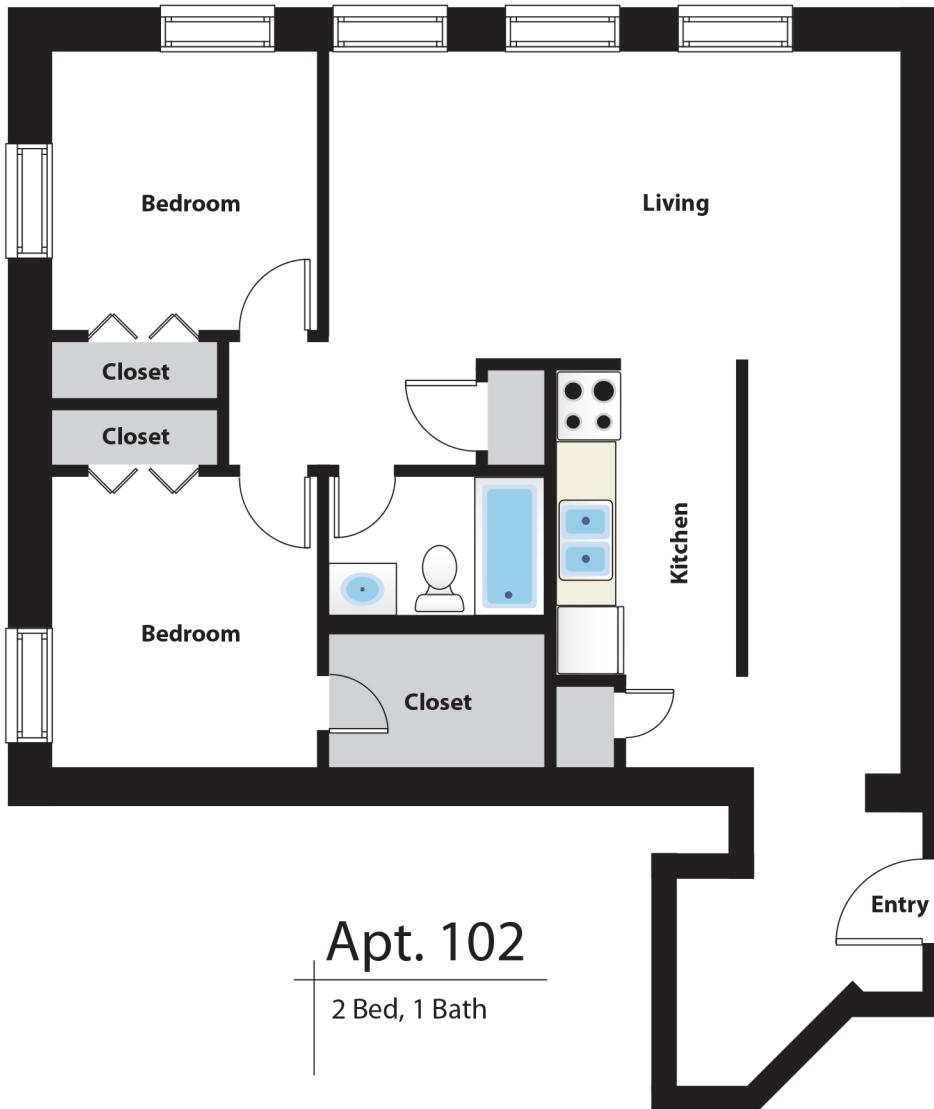 Bedroom
Living
Closet
Closet
Kitchen
Bedroom
Closet
Entry
Apt. 102
2 Bed, 1 Bath